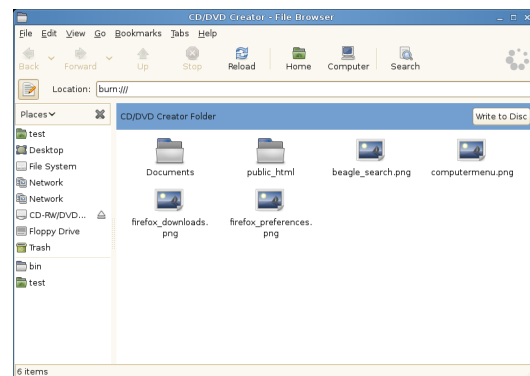 CD/DVD Creator - File Browser
File Edit View Go Bookmarks Tabs Help
Back Forward Up Stop Reload Home Computer Search
Location: burn:///
Places
CD/DVD Creator Folder
Write to Disc
test
Desktop
File System
Network
Network
CD-RW/DVD...
Floppy Drive
Trash
bin
test
Documents
public_html
beagle_search.png
computermenu.png
firefox_downloads.
png
firefox_preferences.
png
6 items